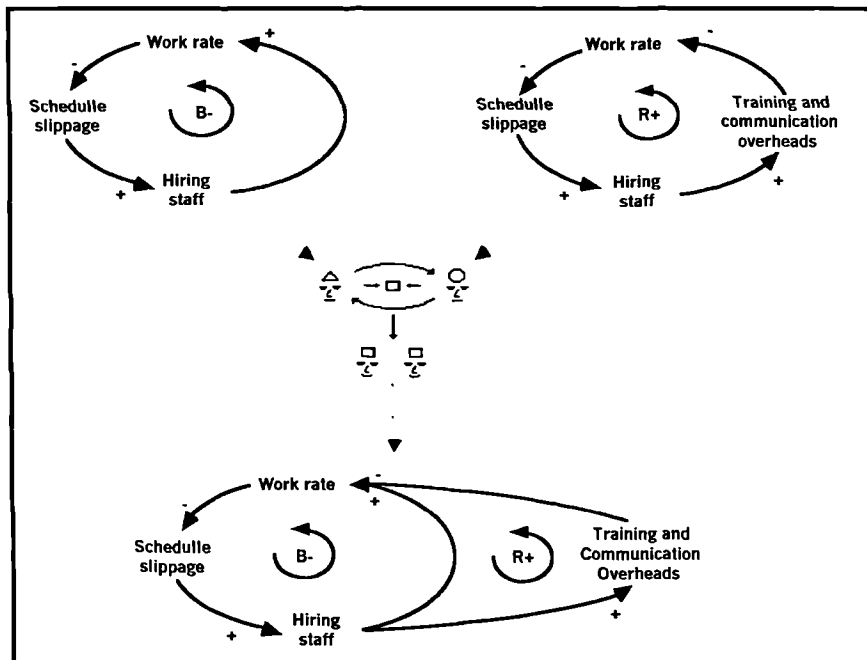 Work rate
+
-
Schedulle
slippage
B-
+
Hiring
staff
Work rate
-
-
Schedulle
slippage
R+
Training and
communication
overheads
+
Hiring
staff
+
Work rate
-
+
-
Schedulle
slippage
B-
R+
Training and
Communication
Overheads
+
Hiring
staff
+